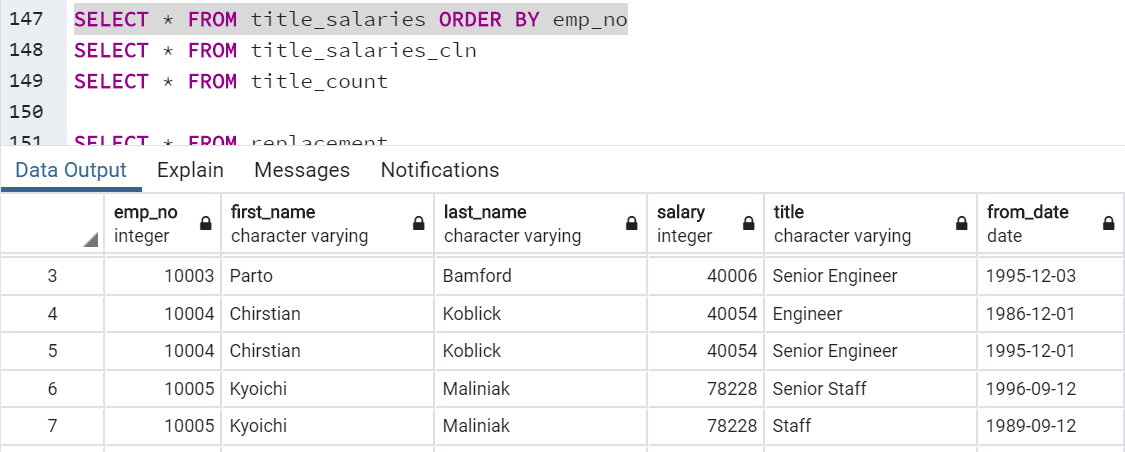 147 SELECT * FROM title_salaries ORDER BY emp_no
148 SELECT * FROM title_salaries_cln
149 SELECT * FROM title_count
150
151 SELECT * FROM replacement
Data Output Explain Messages Notifications
emp_no first_name last_name salary title from_date
integer character varying character varying integer character varying date
3 10003 Parto Bamford 40006 Senior Engineer 1995-12-03
4 10004 Chirstian Koblick 40054 Engineer 1986-12-01
5 10004 Chirstian Koblick 40054 Senior Engineer 1995-12-01
6 10005 Kyoichi Maliniak 78228 Senior Staff 1996-09-12
7 10005 Kyoichi Maliniak 78228 Staff 1989-09-12